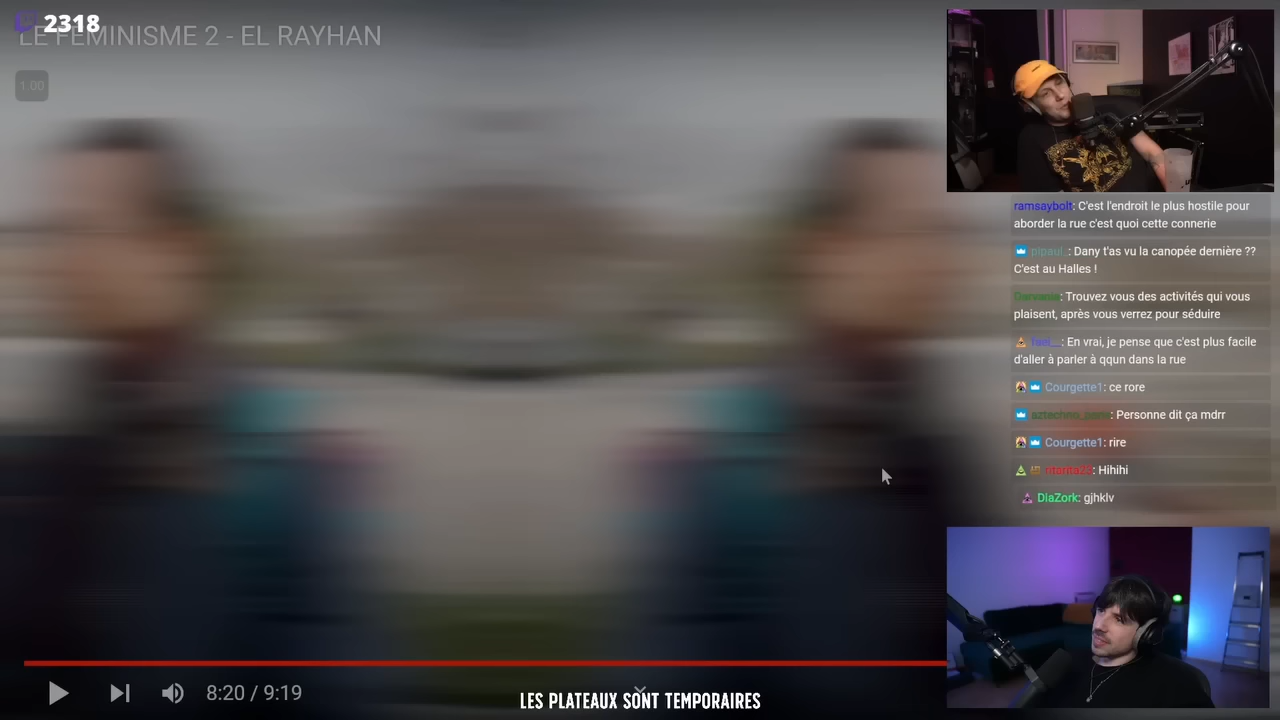 2318
LE FEMINISME 2 - EL RAYHAN
1.00
ramsaybolt: C'est l'endroit le plus hostile pour
aborder la rue c'est quoi cette connerie
: Dany t'as vu la canopée dernière ??
C'est au Halles !
: Trouvez vous des activités qui vous
plaisent, après vous verrez pour séduire
: En vrai, je pense que c'est plus facile
d'aller à parler à qqun dans la rue
Courgette1: ce rore
: Personne dit ça mdrr
Courgette1: rire
: Hihihi
DiaZork: gjhklv
8:20 / 9:19
LES PLATEAUX SONT TEMPORAIRES